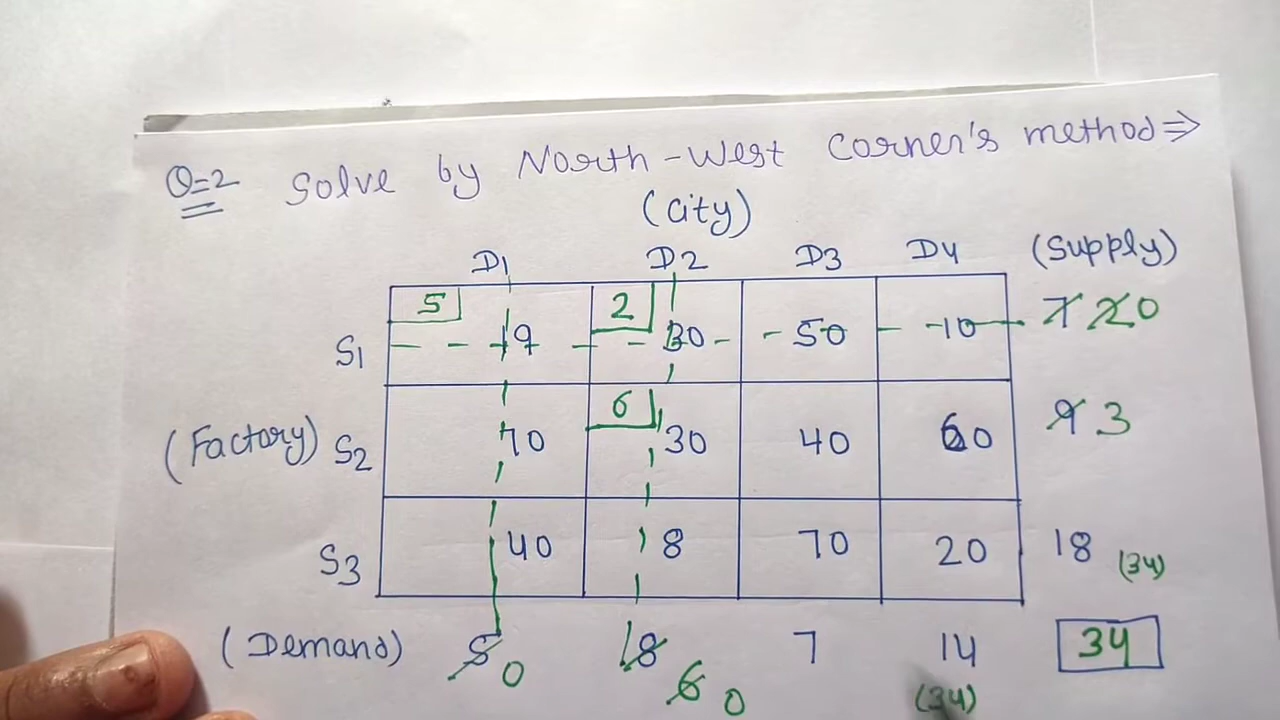 Q=2 Solve by North-West Corner's method ⇒
(City)
D1 D2 D3 D4 (Supply)
5 2
S1 19 30 50 10 7 2 0
6
(Factory) S2 70 30 40 60 9 3
S3 40 8 70 20 18 (34)
(Demand) 5 0 8 6 0 7 14 34
(34)